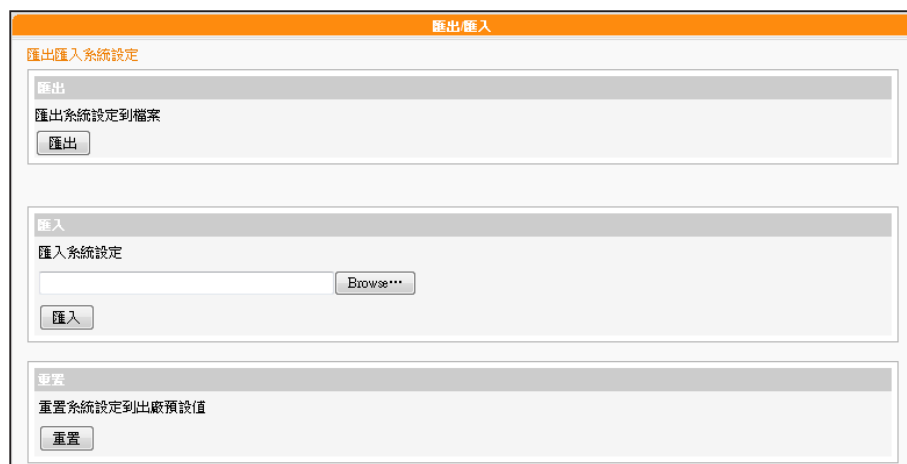 匯出/匯入
匯出匯入系統設定
匯出
匯出系統設定到檔案
匯出
匯入
匯入系統設定
Browse…
匯入
重置
重置系統設定到出廠預設值
重置